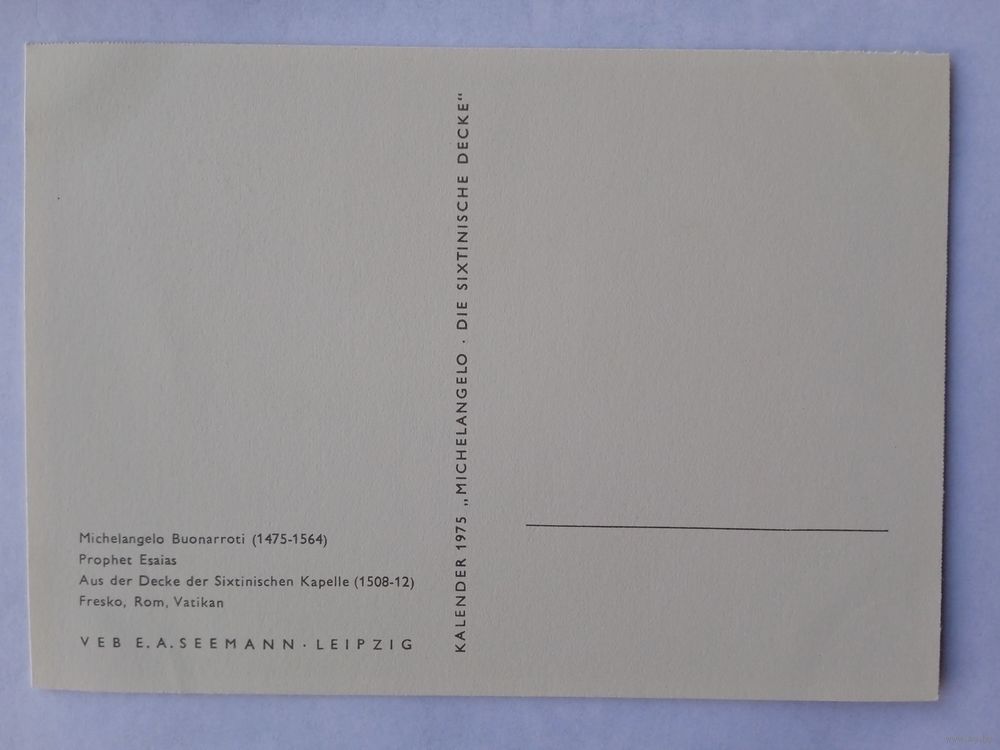 Michelangelo Buonarroti (1475-1564)
Prophet Esaias
Aus der Decke der Sixtinischen Kapelle (1508-12)
Fresko, Rom, Vatikan
VEB E. A. SEEMANN · LEIPZIG
KALENDER 1975 „MICHELANGELO · DIE SIXTINISCHE DECKE“